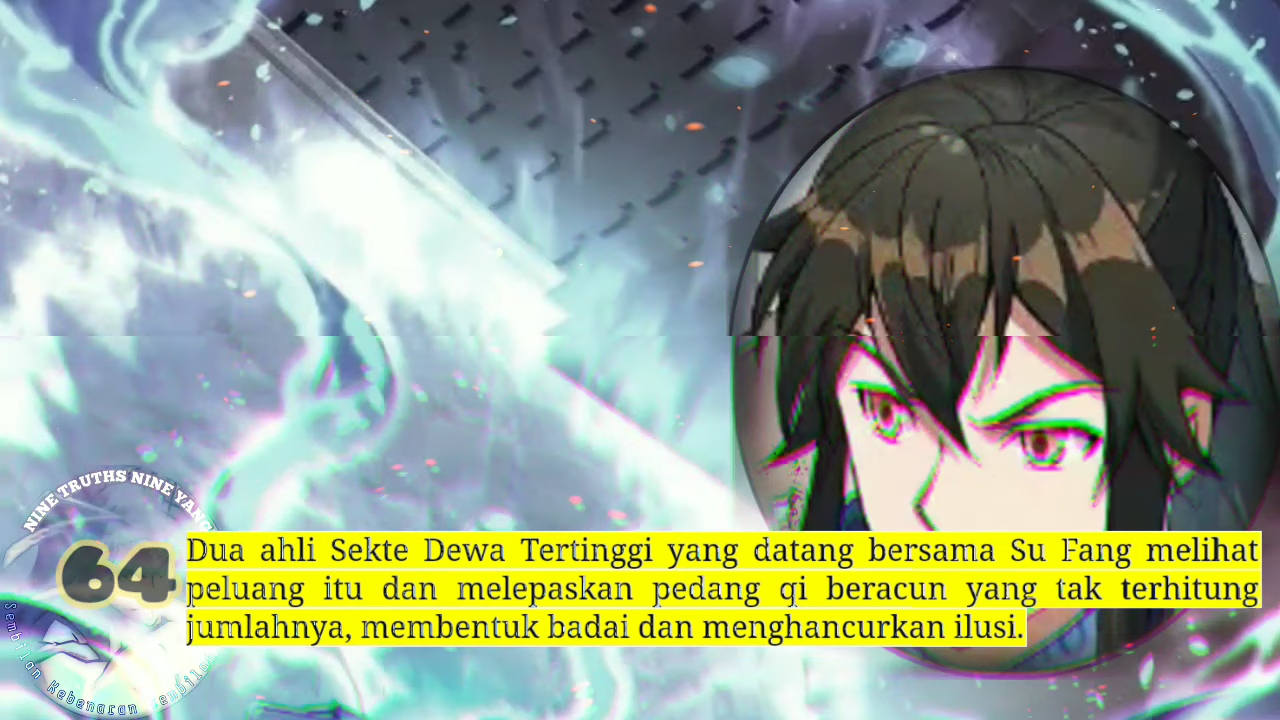 NINE TRUTHS NINE YANG
64
Dua ahli Sekte Dewa Tertinggi yang datang bersama Su Fang melihat
peluang itu dan melepaskan pedang qi beracun yang tak terhitung
jumlahnya, membentuk badai dan menghancurkan ilusi.
Sembilan Kebenaran